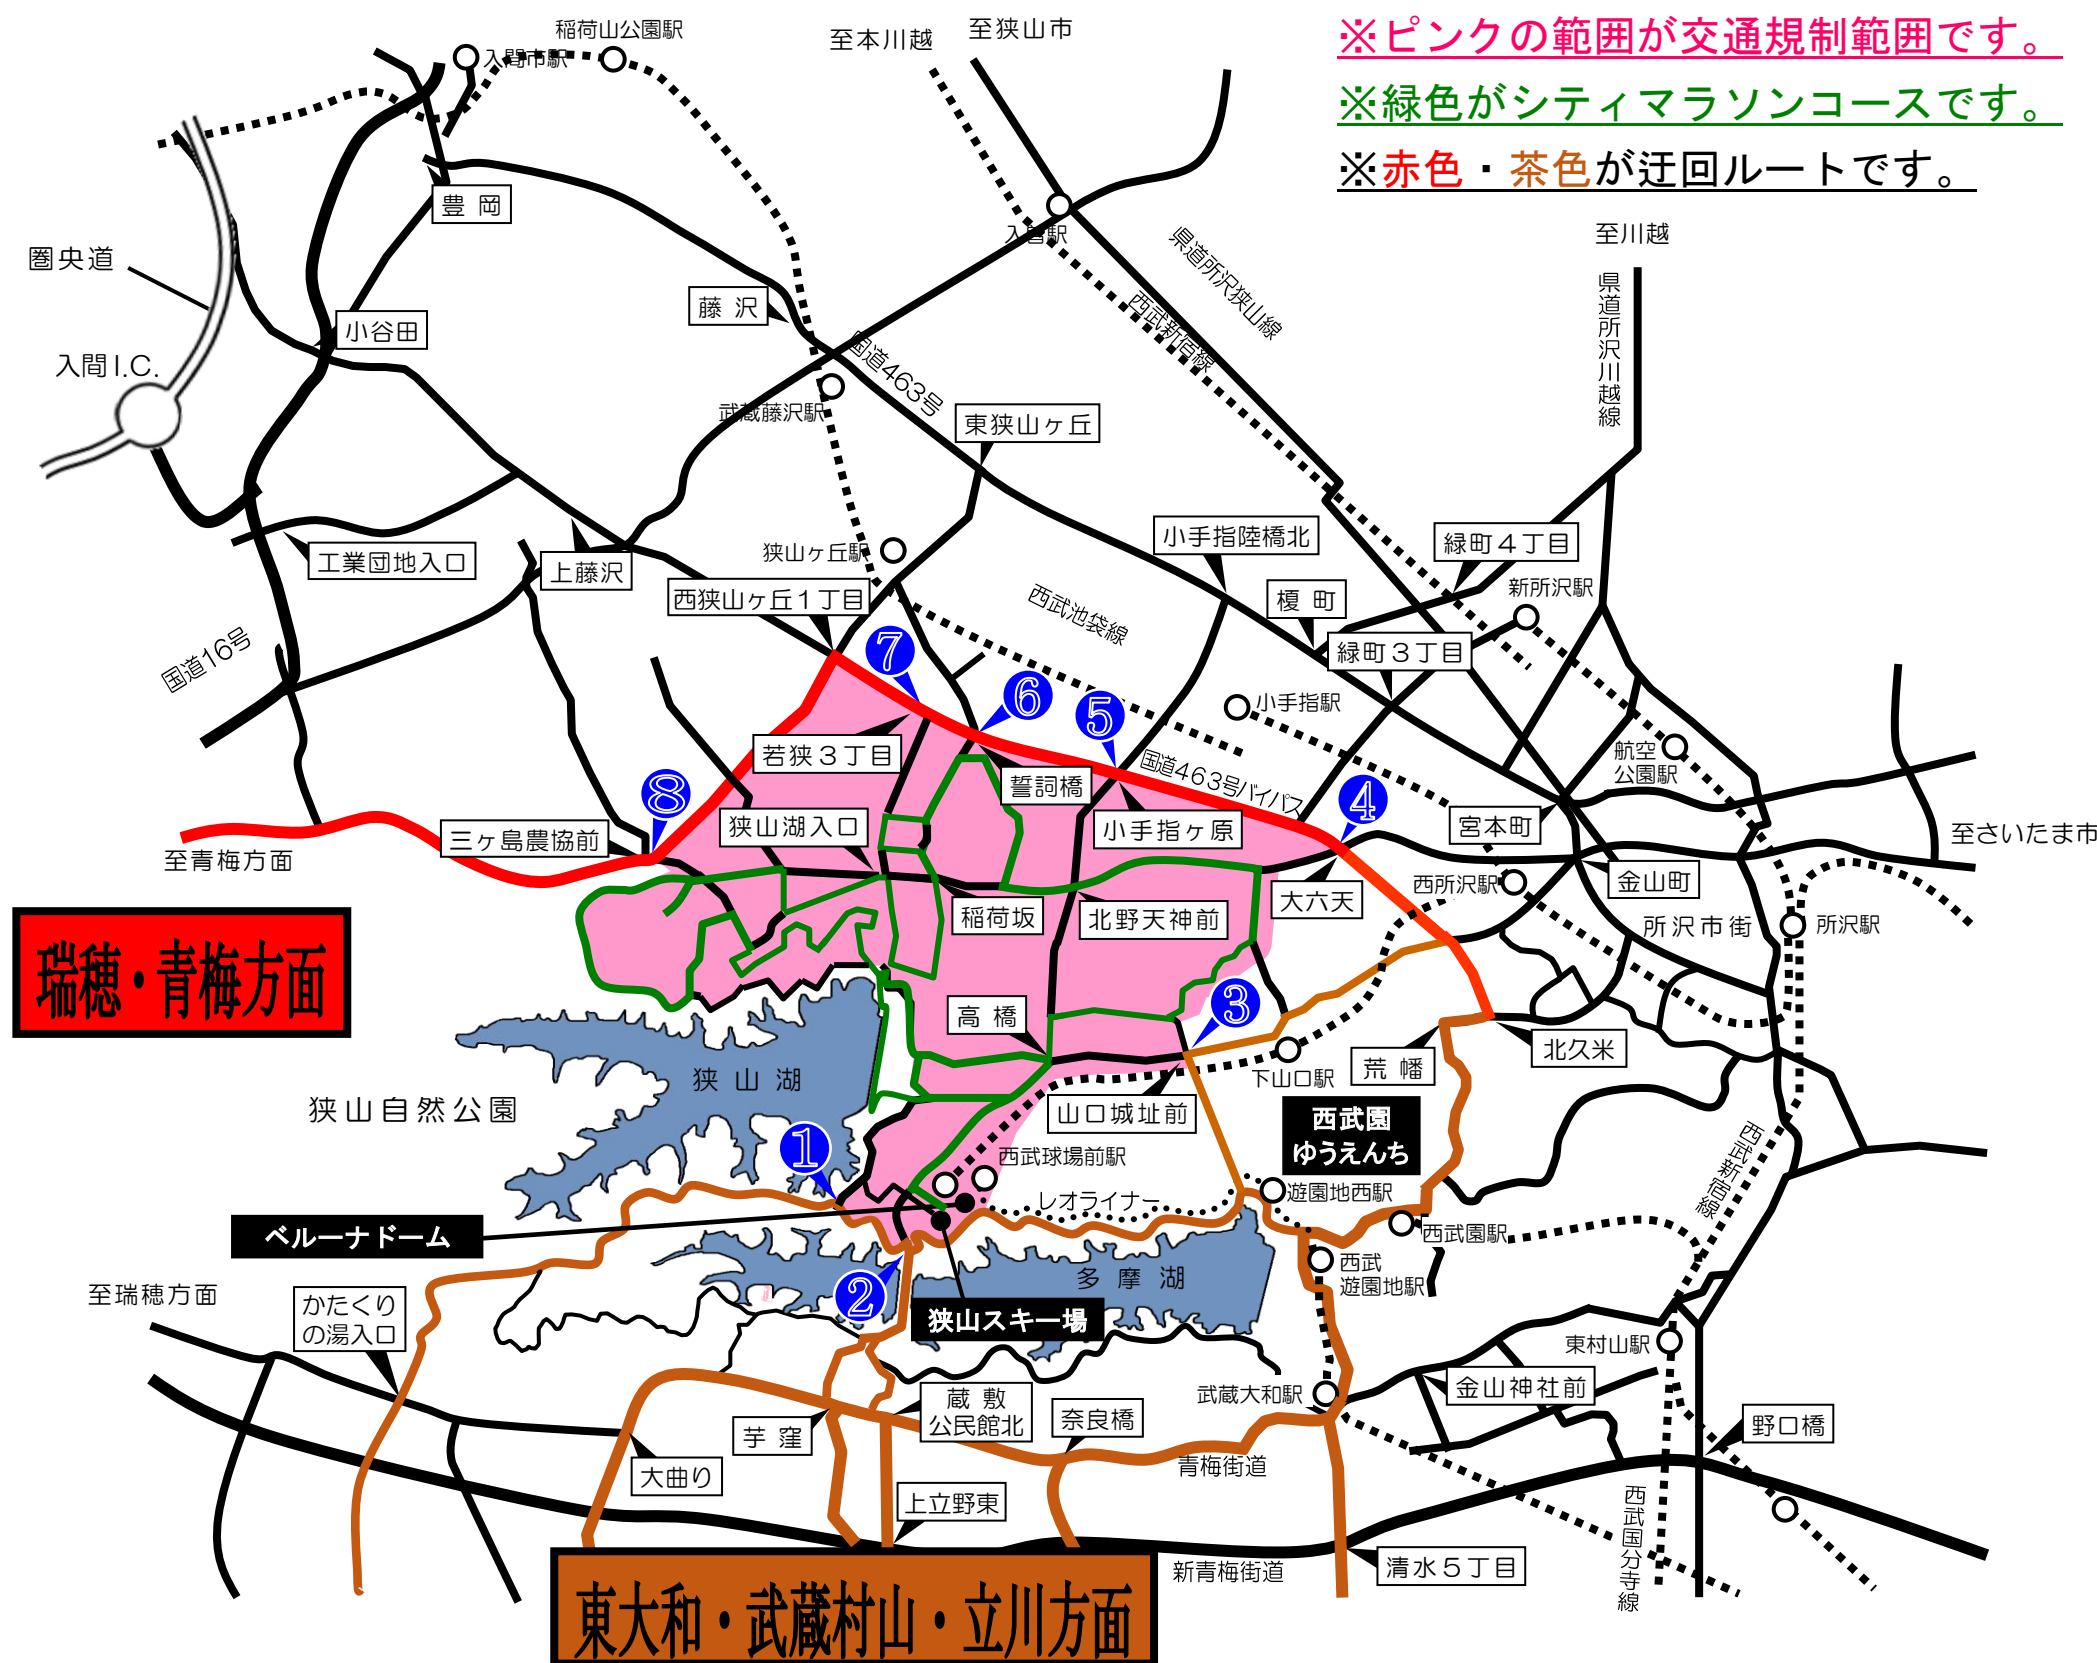 ※ピンクの範囲が交通規制範囲です。
※緑色がシティマラソンコースです。
※赤色・茶色が迂回ルートです。
稲荷山公園駅
入間市駅
至本川越
至狭山市
豊岡
圏央道
入間I.C.
小谷田
藤沢
国道463号
武蔵藤沢駅
入曽駅
県道所沢狭山線
西武新宿線
至川越
県道所沢川越線
東狭山ヶ丘
工業団地入口
上藤沢
狭山ヶ丘駅
西狭山ヶ丘1丁目
小手指陸橋北
緑町4丁目
新所沢駅
榎町
緑町3丁目
西武池袋線
国道16号
小手指駅
航空
公園駅
⑦
⑥
⑤
④
⑧
若狭3丁目
誓詞橋
国道463号バイパス
狭山湖入口
小手指ヶ原
宮本町
至さいたま市
三ヶ島農協前
至青梅方面
西所沢駅
金山町
大六天
稲荷坂
北野天神前
所沢市街
所沢駅
瑞穂・青梅方面
高橋
③
北久米
荒幡
下山口駅
狭山湖
狭山自然公園
山口城址前
西武園
ゆうえんち
①
西武球場前駅
西武新宿線
レオライナー
遊園地西駅
西武園駅
ベルーナドーム
西武
遊園地駅
多摩湖
②
狭山スキー場
至瑞穂方面
かたくり
の湯入口
東村山駅
武蔵大和駅
金山神社前
蔵敷
公民館北
奈良橋
芋窪
野口橋
青梅街道
大曲り
上立野東
西武国分寺線
新青梅街道
清水5丁目
東大和・武蔵村山・立川方面